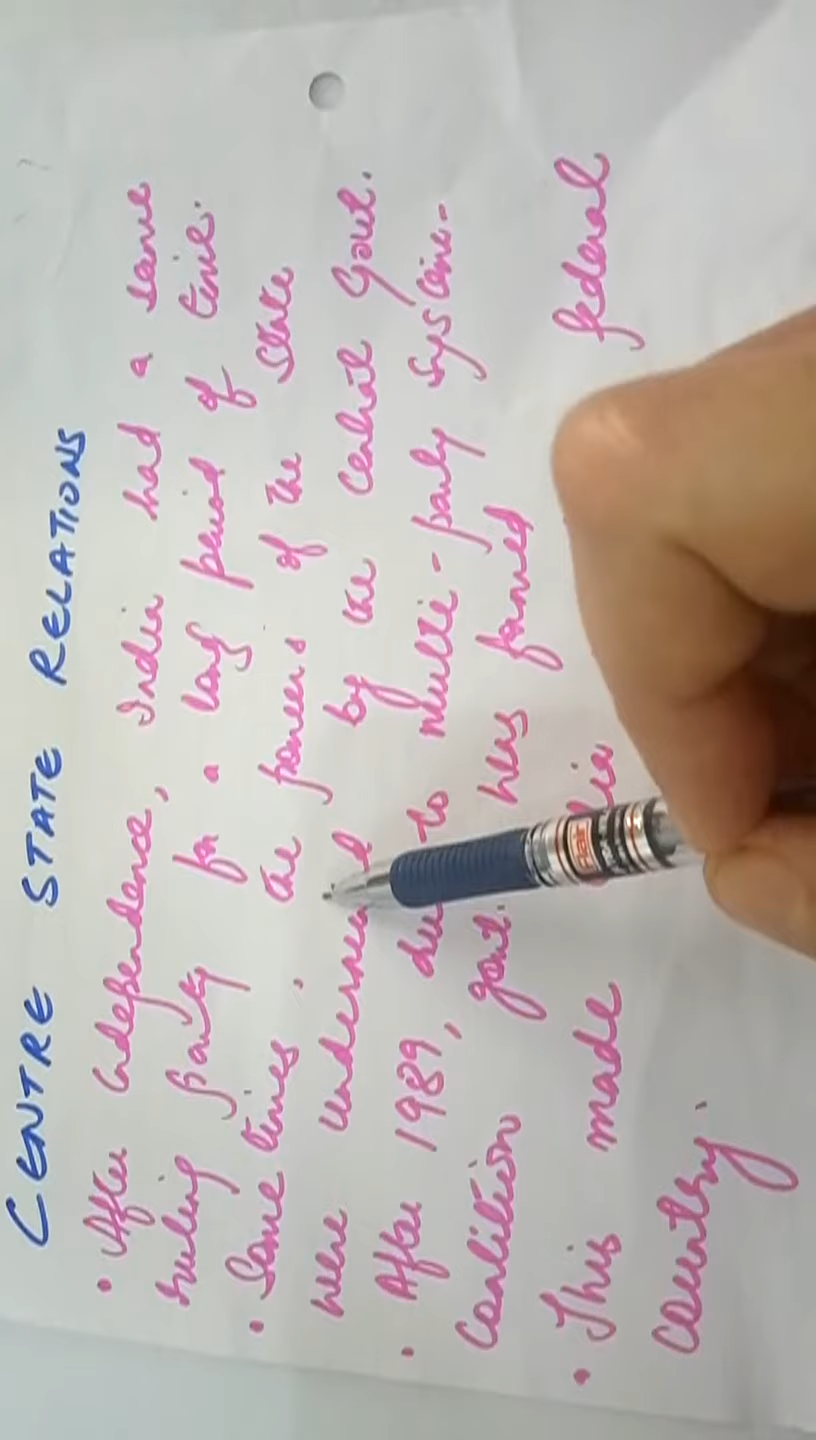 CENTRE STATE RELATIONS
• After independence, India had a same
ruling party for a long period of time.
• Some times, the powers of the state
were by the central govt.
• After 1989, due to multi-party system.
Coalition govt. was formed
• This made federal
country.
Flair